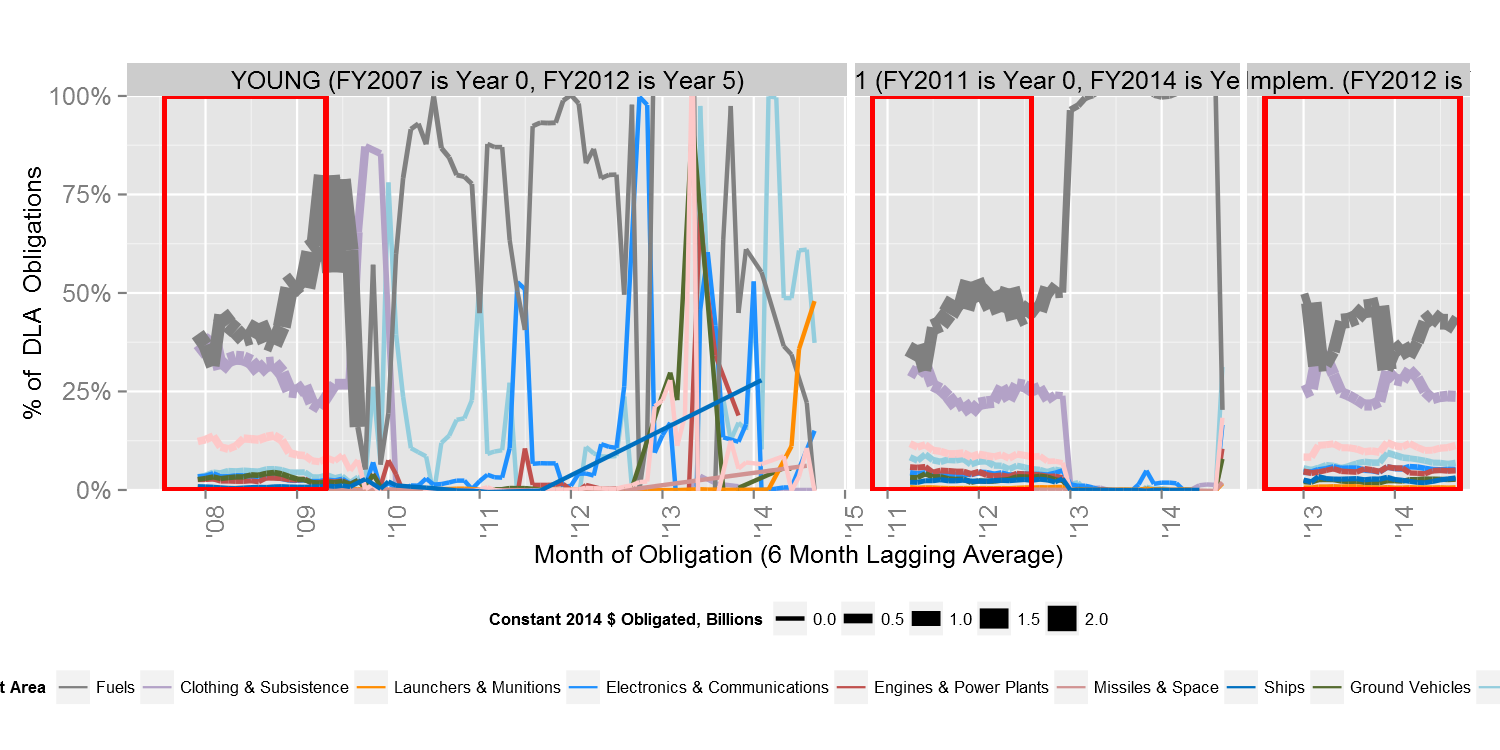 YOUNG (FY2007 is Year 0, FY2012 is Year 5)
1 (FY2011 is Year 0, FY2014 is Ye
Implem. (FY2012 is
% of DLA Obligations
100%
75%
50%
25%
0%
'08
'09
'10
'11
'12
'13
'14
'15
'11
'12
'13
'14
'13
'14
Month of Obligation (6 Month Lagging Average)
Constant 2014 $ Obligated, Billions 0.0 0.5 1.0 1.5 2.0
t Area Fuels Clothing & Subsistence Launchers & Munitions Electronics & Communications Engines & Power Plants Missiles & Space Ships Ground Vehicles